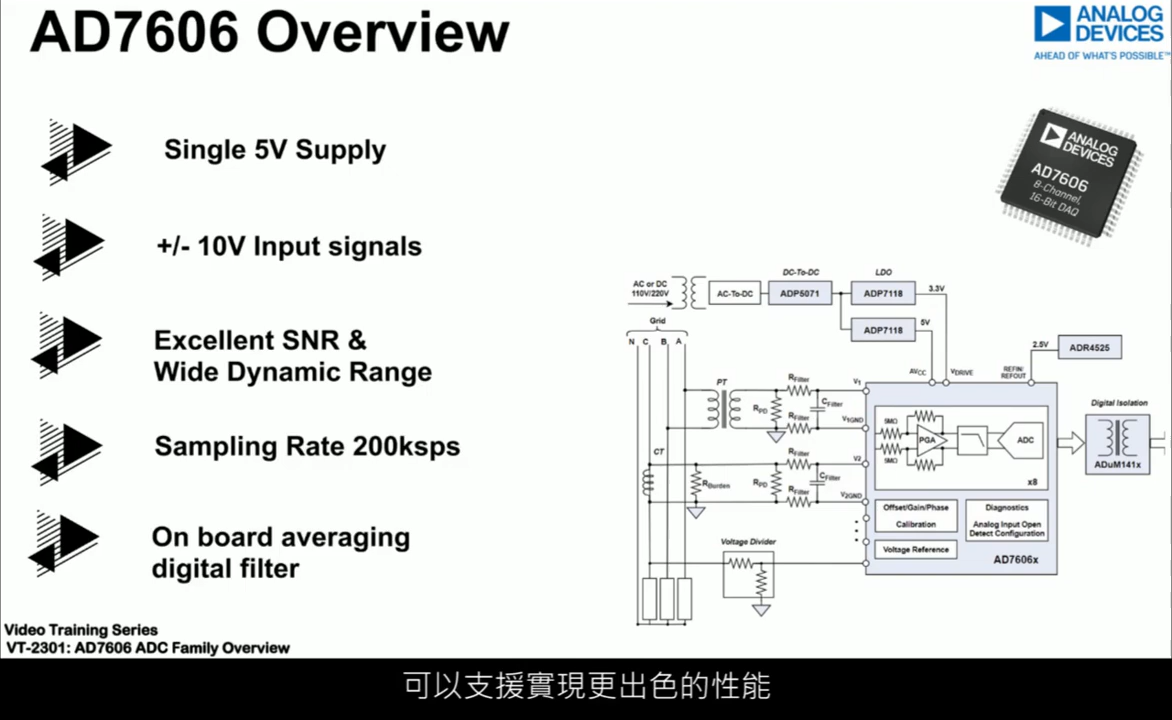 AD7606 Overview
ANALOG
DEVICES
AHEAD OF WHAT'S POSSIBLE™
Single 5V Supply
+/- 10V Input signals
Excellent SNR &
Wide Dynamic Range
Sampling Rate 200ksps
On board averaging
digital filter
ANALOG
DEVICES
AD7606
8-Channel,
16-Bit DAQ
AC or DC
110V/220V
AC-To-DC
DC-To-DC
ADP5071
LDO
ADP7118
3.3V
ADP7118
5V
Grid
N C B A
2.5V
ADR4525
AVCC
VDRIVE
REFIN/
REFOUT
PT
RFilter
V1
RPD
CFilter
RFilter
V1GND
5MΩ
5MΩ
PGA
ADC
x8
CT
RFilter
V2
RBurden
RPD
CFilter
RFilter
V2GND
Offset/Gain/Phase
Calibration
Voltage Reference
Diagnostics
Analog Input Open
Detect Configuration
AD7606x
Digital Isolation
ADuM141x
Voltage Divider
Video Training Series
VT-2301: AD7606 ADC Family Overview
可以支援實現更出色的性能